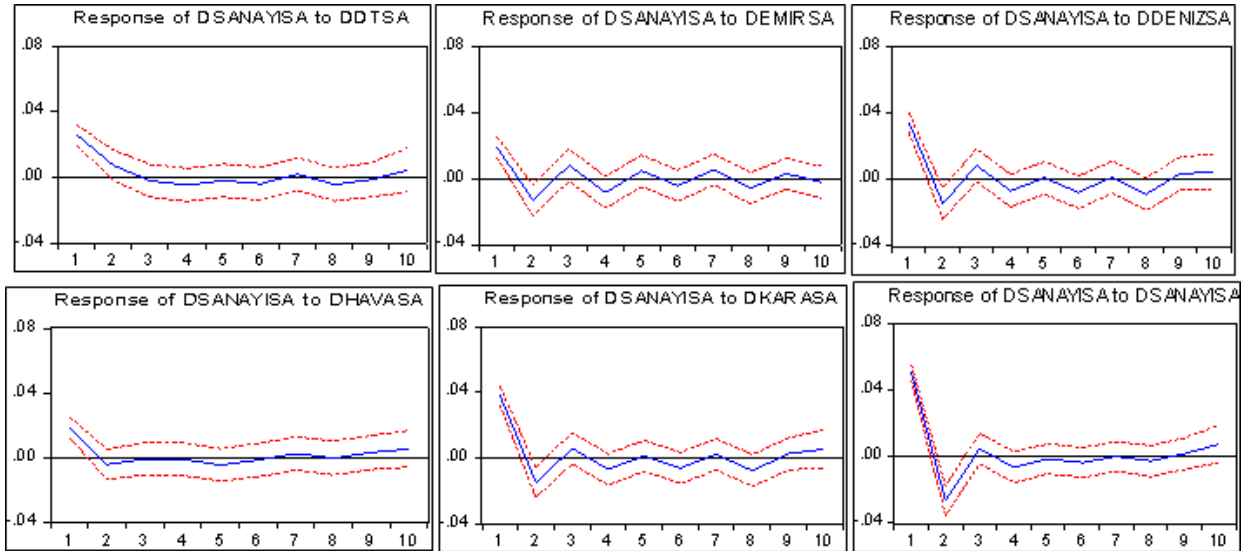 Response of DSANAYISA to DDTSA
.08
.04
.00
-.04
1 2 3 4 5 6 7 8 9 10
Response of DSANAYISA to DEMIRSA
.08
.04
.00
-.04
1 2 3 4 5 6 7 8 9 10
Response of DSANAYISA to DDENIZSA
.08
.04
.00
-.04
1 2 3 4 5 6 7 8 9 10
Response of DSANAYISA to DHAVASA
.08
.04
.00
-.04
1 2 3 4 5 6 7 8 9 10
Response of DSANAYISA to DKARASA
.08
.04
.00
-.04
1 2 3 4 5 6 7 8 9 10
Response of DSANAYISA to DSANAYISA
.08
.04
.00
-.04
1 2 3 4 5 6 7 8 9 10